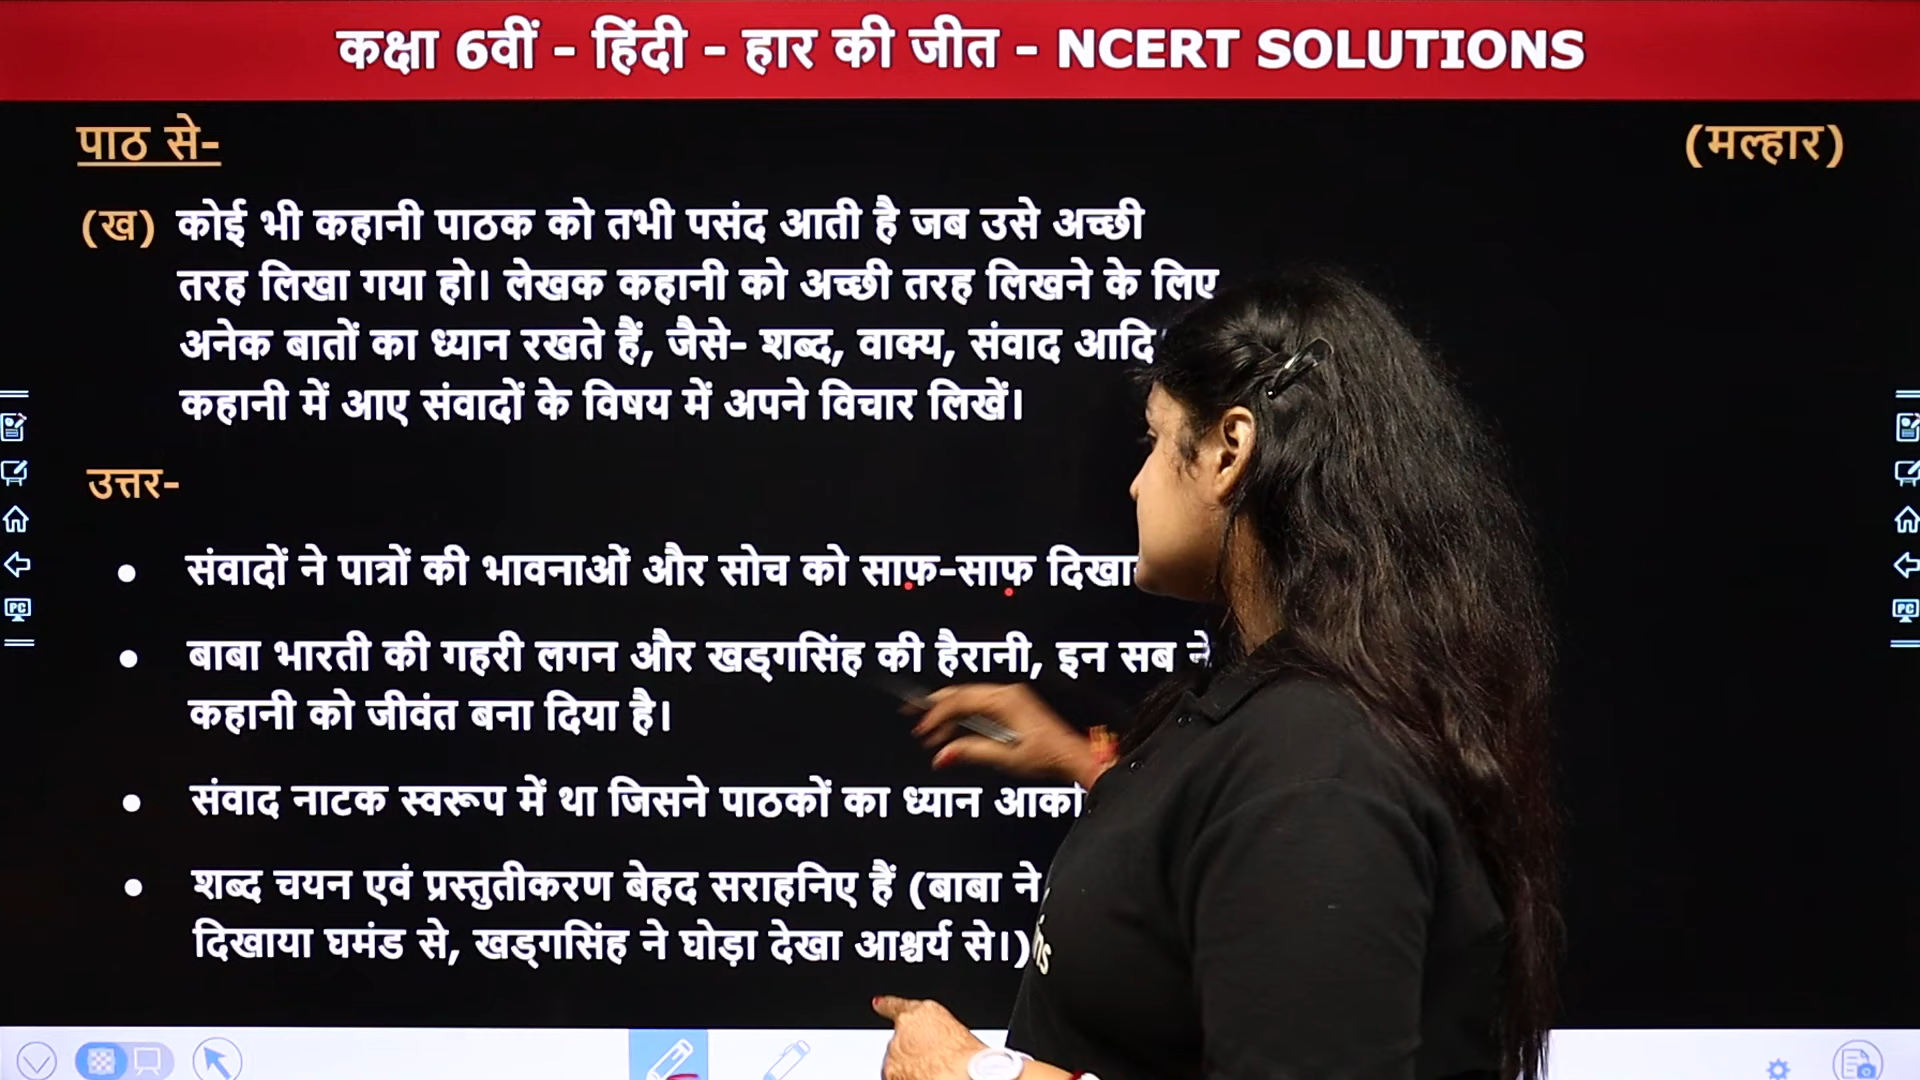 कक्षा 6वीं - हिंदी - हार की जीत - NCERT SOLUTIONS
पाठ से-
(मल्हार)
(ख) कोई भी कहानी पाठक को तभी पसंद आती है जब उसे अच्छी
तरह लिखा गया हो। लेखक कहानी को अच्छी तरह लिखने के लिए
अनेक बातों का ध्यान रखते हैं, जैसे- शब्द, वाक्य, संवाद आदि
कहानी में आए संवादों के विषय में अपने विचार लिखें।
उत्तर-
• संवादों ने पात्रों की भावनाओं और सोच को साफ-साफ
• बाबा भारती की गहरी लगन और खड्गसिंह की हैरानी, इन सब ने
कहानी को जीवंत बना दिया है।
• संवाद नाटक स्वरूप में था जिसने पाठकों का ध्यान
• शब्द चयन एवं प्रस्तुतीकरण बेहद सराहनिए हैं (बाबा ने
दिखाया घमंड से, खड्गसिंह ने घोड़ा देखा आश्चर्य से।)
PC
PC